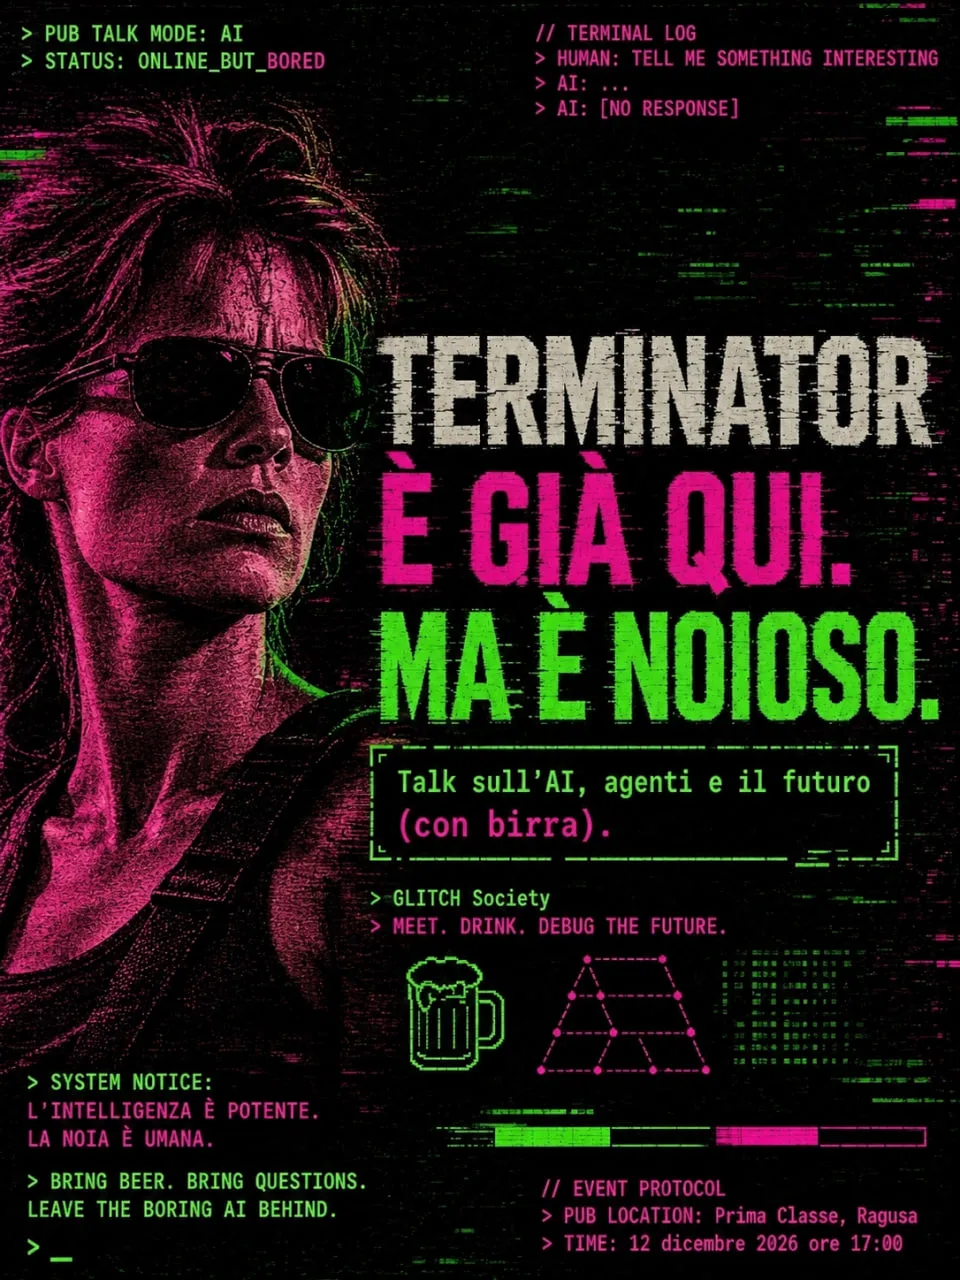 > PUB TALK MODE: AI
> STATUS: ONLINE_BUT_BORED
// TERMINAL LOG
> HUMAN: TELL ME SOMETHING INTERESTING
> AI: ...
> AI: [NO RESPONSE]
TERMINATOR
È GIÀ QUI.
MA È NOIOSO.
Talk sull'AI, agenti e il futuro
(con birra).
> GLITCH Society
> MEET. DRINK. DEBUG THE FUTURE.
> SYSTEM NOTICE:
L'INTELLIGENZA È POTENTE.
LA NOIA È UMANA.
> BRING BEER. BRING QUESTIONS.
LEAVE THE BORING AI BEHIND.
> _
// EVENT PROTOCOL
> PUB LOCATION: Prima Classe, Ragusa
> TIME: 12 dicembre 2026 ore 17:00